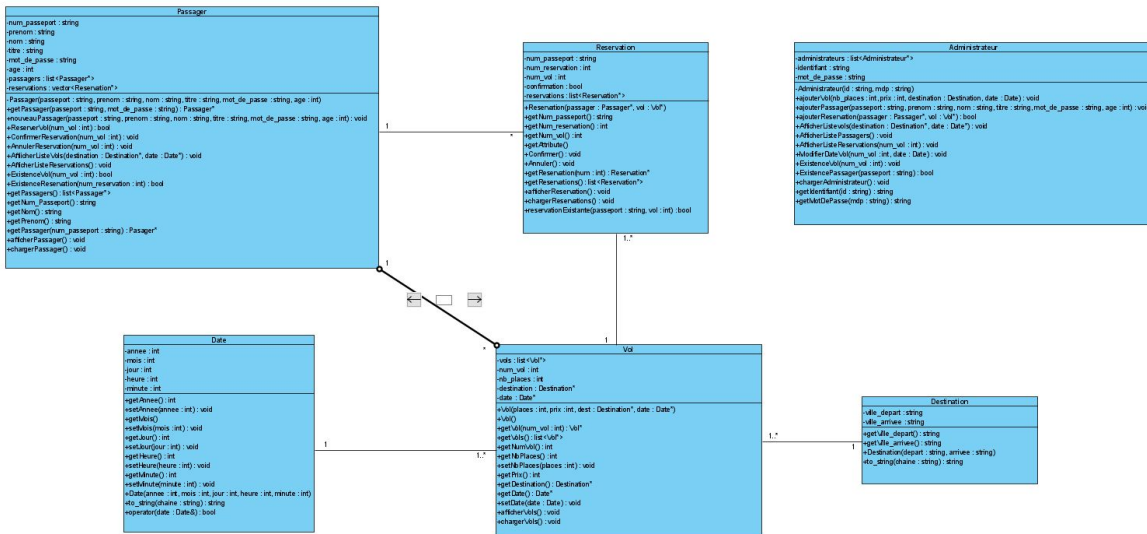 Passager
-num_passeport : string
-prenom : string
-nom : string
-titre : string
-mot_de_passe : string
-age : int
-passagers : list<Passager*>
-reservations : vector<Reservation*>
-Passager(passeport : string, prenom : string, nom : string, titre : string, mot_de_passe : string, age : int)
+getPassager(passeport : string, mot_de_passe : string) : Passager*
+nouveauPassager(passeport : string, prenom : string, nom : string, titre : string, mot_de_passe : string, age : int) : void
+ReserverVol(num_vol : int) : bool
+ConfirmerReservation(num_vol : int) : void
+AnnulerReservation(num_vol : int) : void
+AfficherListeVols(destination : Destination*, date : Date*) : void
+AfficherListeReservations() : void
+ExistenceVol(num_vol : int) : bool
+ExistenceReservation(num_reservation : int) : bool
+getPassagers() : list<Passager*>
+getNum_Passeport() : string
+getNom() : string
+getPrenom() : string
+getPassager(num_passeport : string) : Pasager*
+afficherPassager() : void
+chargerPassager() : void
Reservation
-num_passeport : string
-num_reservation : int
-num_vol : int
-confirmation : bool
-reservations : list<Reservation*>
+Reservation(passager : Passager*, vol : Vol*)
+getNum_passeport() : string
+getNum_reservation() : int
+getNum_vol() : int
+getAttribute()
+Confirmer() : void
+Annuler() : void
+getReservation(num : int) : Reservation*
+getReservations() : list<Reservation*>
+afficherReservation() : void
+chargerReservations() : void
+reservationExistante(passeport : string, vol : int) : bool
Administrateur
-administrateurs : list<Administrateur*>
-identifiant : string
-mot_de_passe : string
-Administrateur(id : string, mdp : string)
+ajouterVol(nb_places : int, prix : int, destination : Destination, date : Date) : void
+ajouterPassager(passeport : string, prenom : string, nom : string, titre : string, mot_de_passe : string, age : int) : void
+ajouterReservation(passager : Passager*, vol : Vol*) : bool
+AfficherListevols(destination : Destination*, date : Date*) : void
+AfficherListePassagers() : void
+AfficherListeReservations(num_vol : int) : void
+ModifierDateVol(num_vol : int, date : Date) : void
+ExistenceVol(num_vol : int) : void
+ExistencePassager(passeport : string) : bool
+chargerAdministrateur() : void
+getIdentifiant(id : string) : string
+getMotDePasse(mdp : string) : string
1
*
1
*
1..*
1
Date
-annee : int
-mois : int
-jour : int
-heure : int
-minute : int
+getAnnee() : int
+setAnnee(annee : int) : void
+getMois()
+setMois(mois : int) : void
+getJour() : int
+setJour(jour : int) : void
+getHeure() : int
+setHeure(heure : int) : void
+getMinute() : int
+setMinute(minute : int) : void
+Date(annee : int, mois : int, jour : int, heure : int, minute : int)
+to_string(chaine : string) : string
+operator(date : Date&) : bool
1
1..*
Vol
-vols : list<Vol*>
-num_vol : int
-nb_places : int
-destination : Destination*
-date : Date*
+Vol(places : int, prix : int, dest : Destination*, date : Date*)
+Vol()
+getVol(num_vol : int) : Vol*
+getVols() : list<Vol*>
+getNumVol() : int
+getNbPlaces() : int
+setNbPlaces(places : int) : void
+getPrix() : int
+getDestination() : Destination*
+getDate() : Date*
+setDate(date : Date) : void
+afficherVols() : void
+chargerVols() : void
1..*
1
Destination
-ville_depart : string
-ville_arrivee : string
+getVille_depart() : string
+getVille_arrivee() : string
+Destination(depart : string, arrivee : string)
+to_string(chaine : string) : string